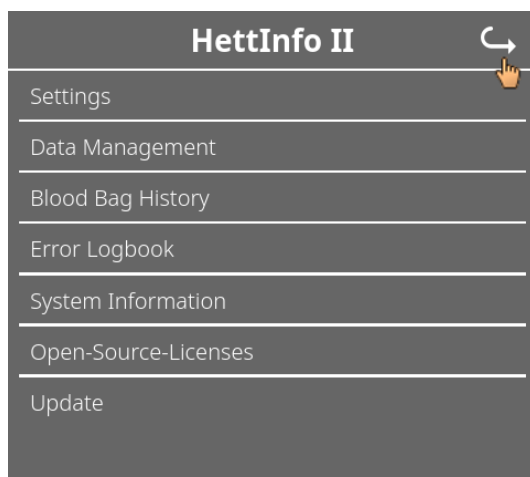 HettInfo II
Settings
Data Management
Blood Bag History
Error Logbook
System Information
Open-Source-Licenses
Update